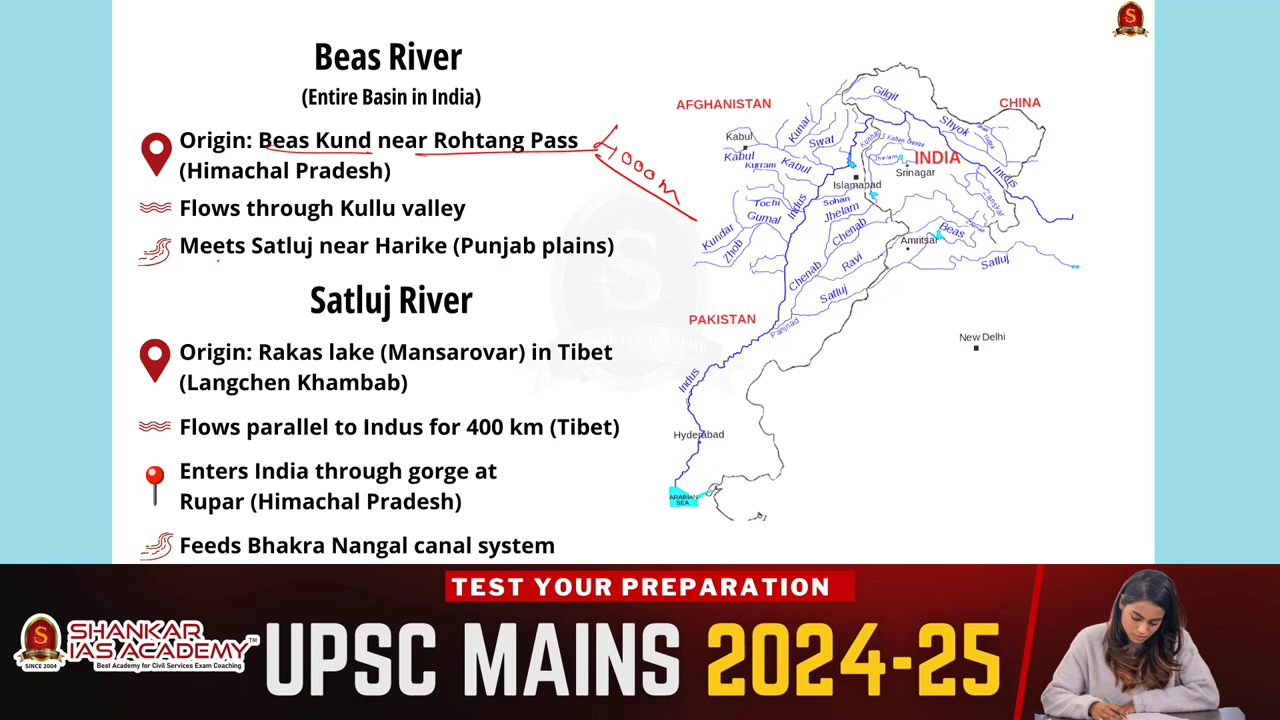 Beas River
(Entire Basin in India)
Origin: Beas Kund near Rohtang Pass
(Himachal Pradesh)
Flows through Kullu valley
Meets Satluj near Harike (Punjab plains)
Satluj River
Origin: Rakas lake (Mansarovar) in Tibet
(Langchen Khambab)
Flows parallel to Indus for 400 km (Tibet)
Enters India through gorge at
Rupar (Himachal Pradesh)
Feeds Bhakra Nangal canal system
4000m
AFGHANISTAN
CHINA
Gilgit
Shyok
Kabul
Kunar
Swat
Kabul
Kurram
Kabul
Jhelam
INDIA
Srinagar
Indus
Islamabad
Tochi
Gumal
Indus
Sohan
Jhelam
Kundar
Zhob
Chenab
Amritsar
Beas
Chenab
Ravi
Satluj
Satluj
PAKISTAN
Panjnad
New Delhi
Indus
Hyderabad
ARABIAN
SEA
TEST YOUR PREPARATION
SHANKAR
IAS ACADEMY™
SINCE 2004
Best Academy for Civil Services Exam Coaching
UPSC MAINS 2024-25